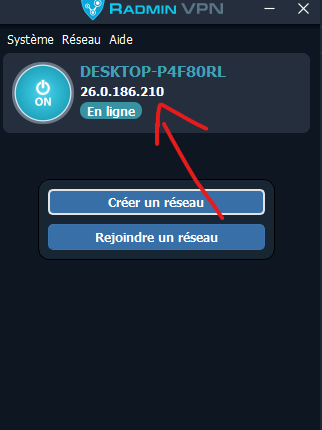 RADMIN VPN
Système Réseau Aide
DESKTOP-P4F80RL
26.0.186.210
ON
En ligne
Créer un réseau
Rejoindre un réseau